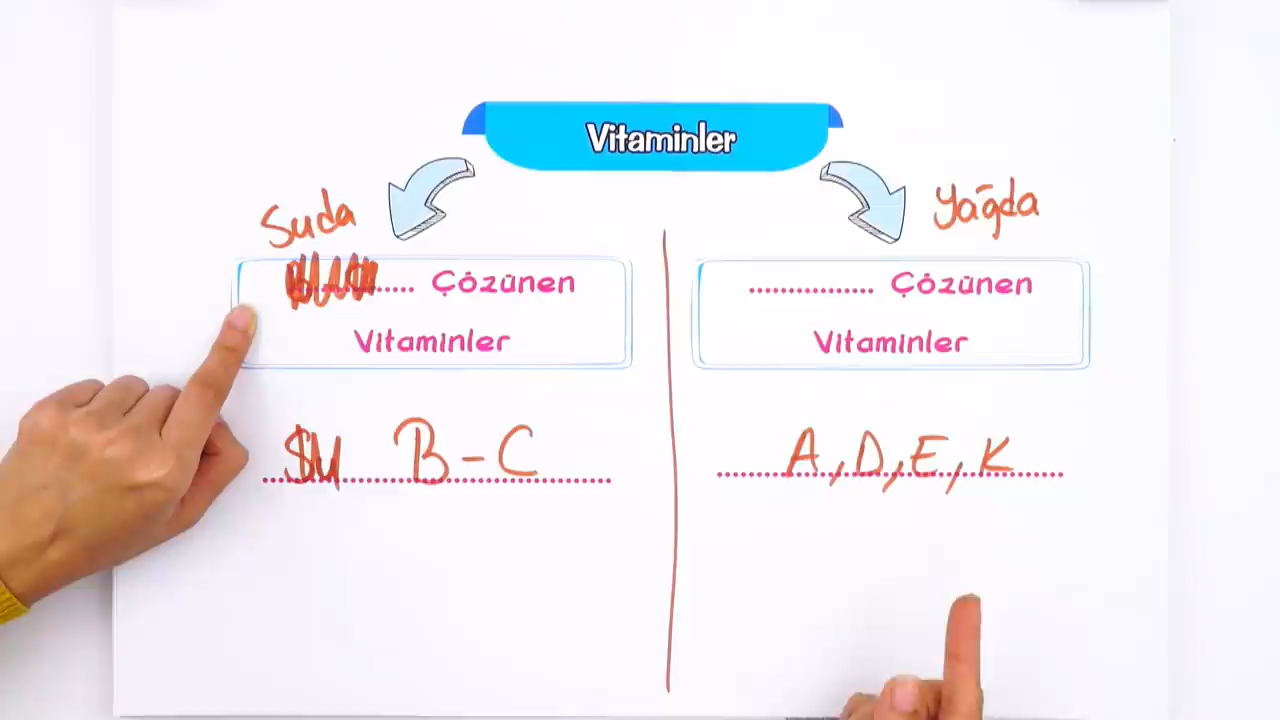 Vitaminler
Suda
................ Çözünen
Vitaminler
B - C
Yağda
................ Çözünen
Vitaminler
A, D, E, K